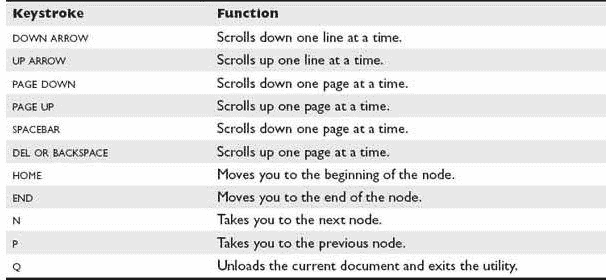 Keystroke Function
DOWN ARROW Scrolls down one line at a time.
UP ARROW Scrolls up one line at a time.
PAGE DOWN Scrolls down one page at a time.
PAGE UP Scrolls up one page at a time.
SPACEBAR Scrolls down one page at a time.
DEL OR BACKSPACE Scrolls up one page at a time.
HOME Moves you to the beginning of the node.
END Moves you to the end of the node.
N Takes you to the next node.
P Takes you to the previous node.
Q Unloads the current document and exits the utility.